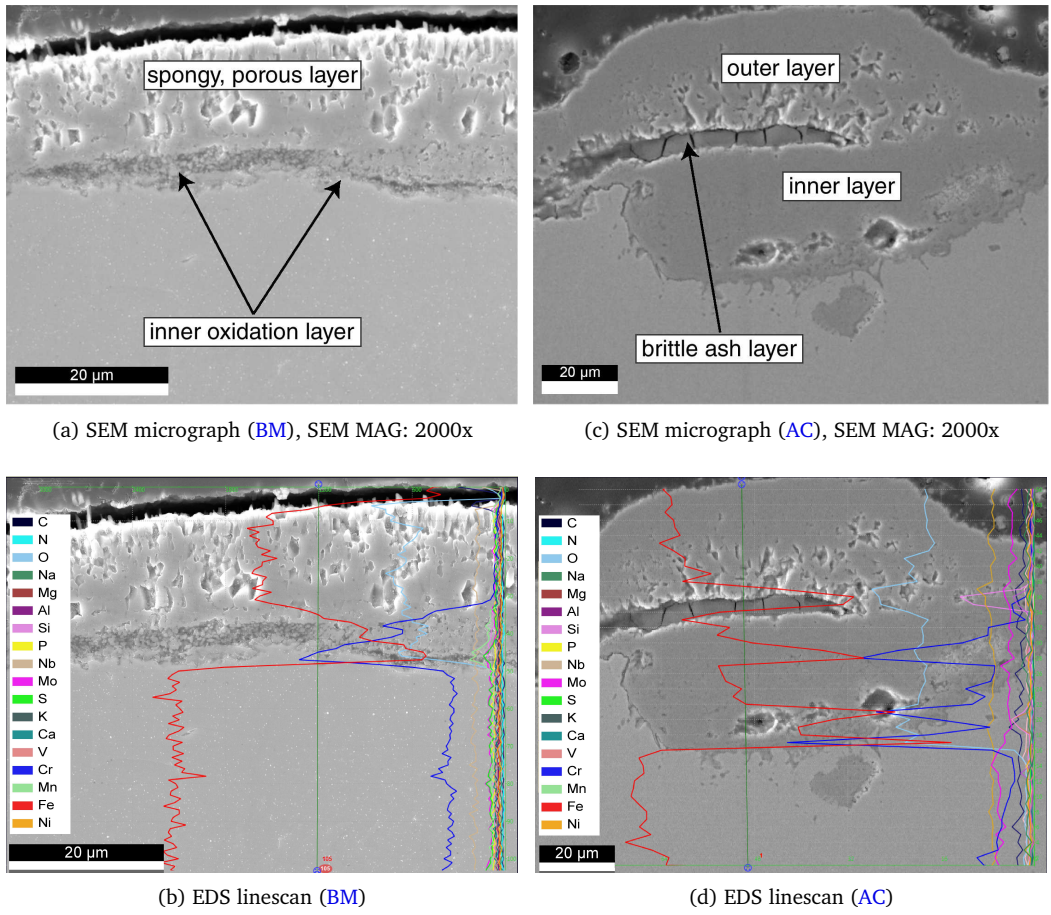 spongy, porous layer
inner oxidation layer
20 µm
(a) SEM micrograph (BM), SEM MAG: 2000x
outer layer
inner layer
brittle ash layer
20 µm
(c) SEM micrograph (AC), SEM MAG: 2000x
C
N
O
Na
Mg
Al
Si
P
Nb
Mo
S
K
Ca
V
Cr
Mn
Fe
Ni
20 µm
105
(b) EDS linescan (BM)
C
N
O
Na
Mg
Al
Si
P
Nb
Mo
S
K
Ca
V
Cr
Mn
Fe
Ni
20 µm
(d) EDS linescan (AC)